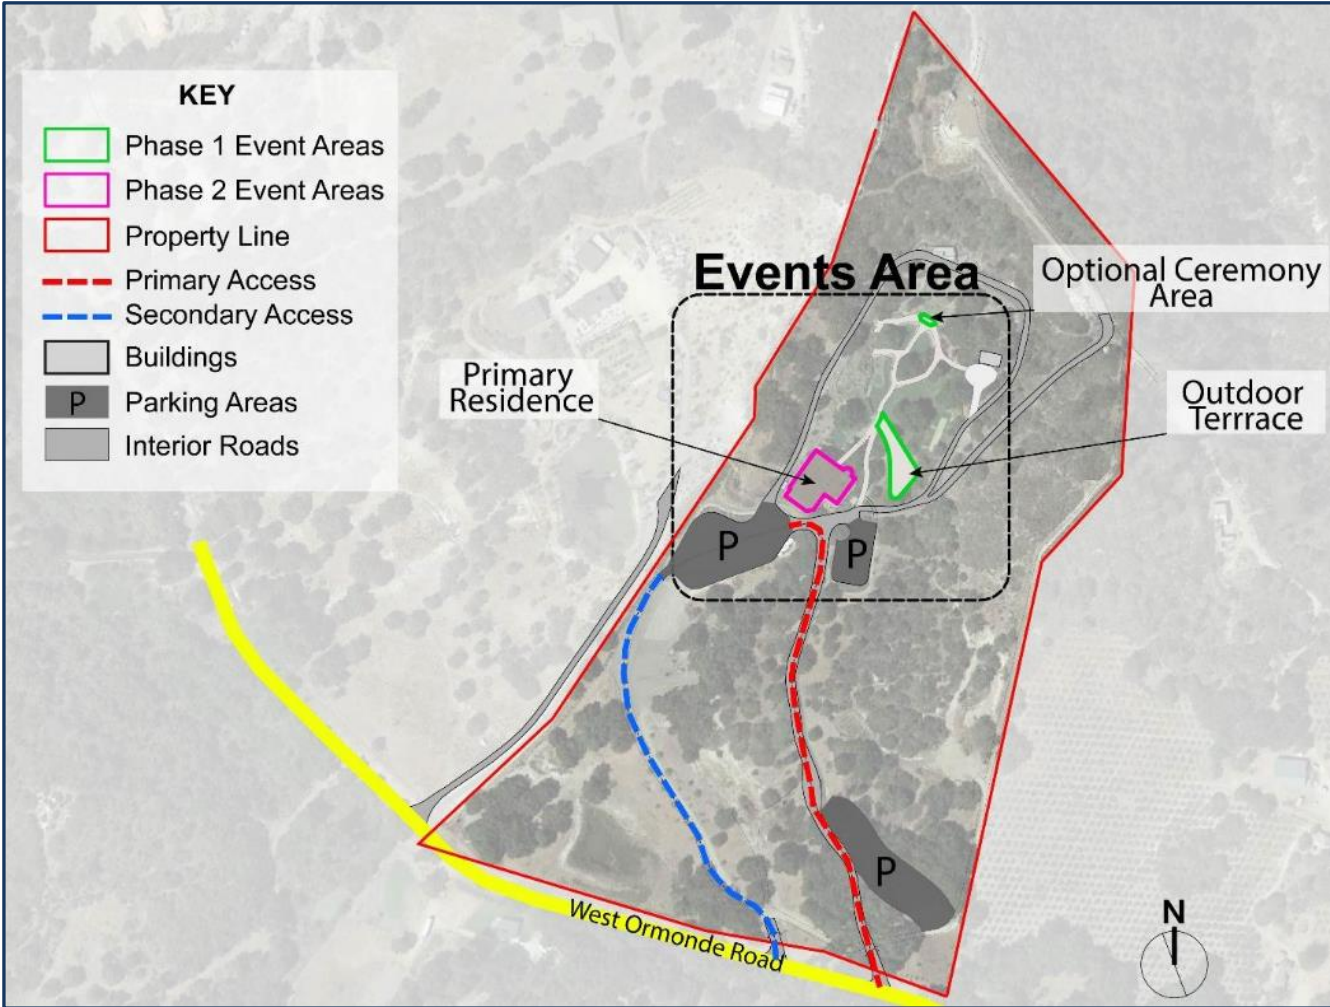 KEY
Phase 1 Event Areas
Phase 2 Event Areas
Property Line
Primary Access
Secondary Access
Buildings
P Parking Areas
Interior Roads
Events Area
Optional Ceremony
Area
Primary
Residence
Outdoor
Terrrace
P
P
P
West Ormonde Road
N